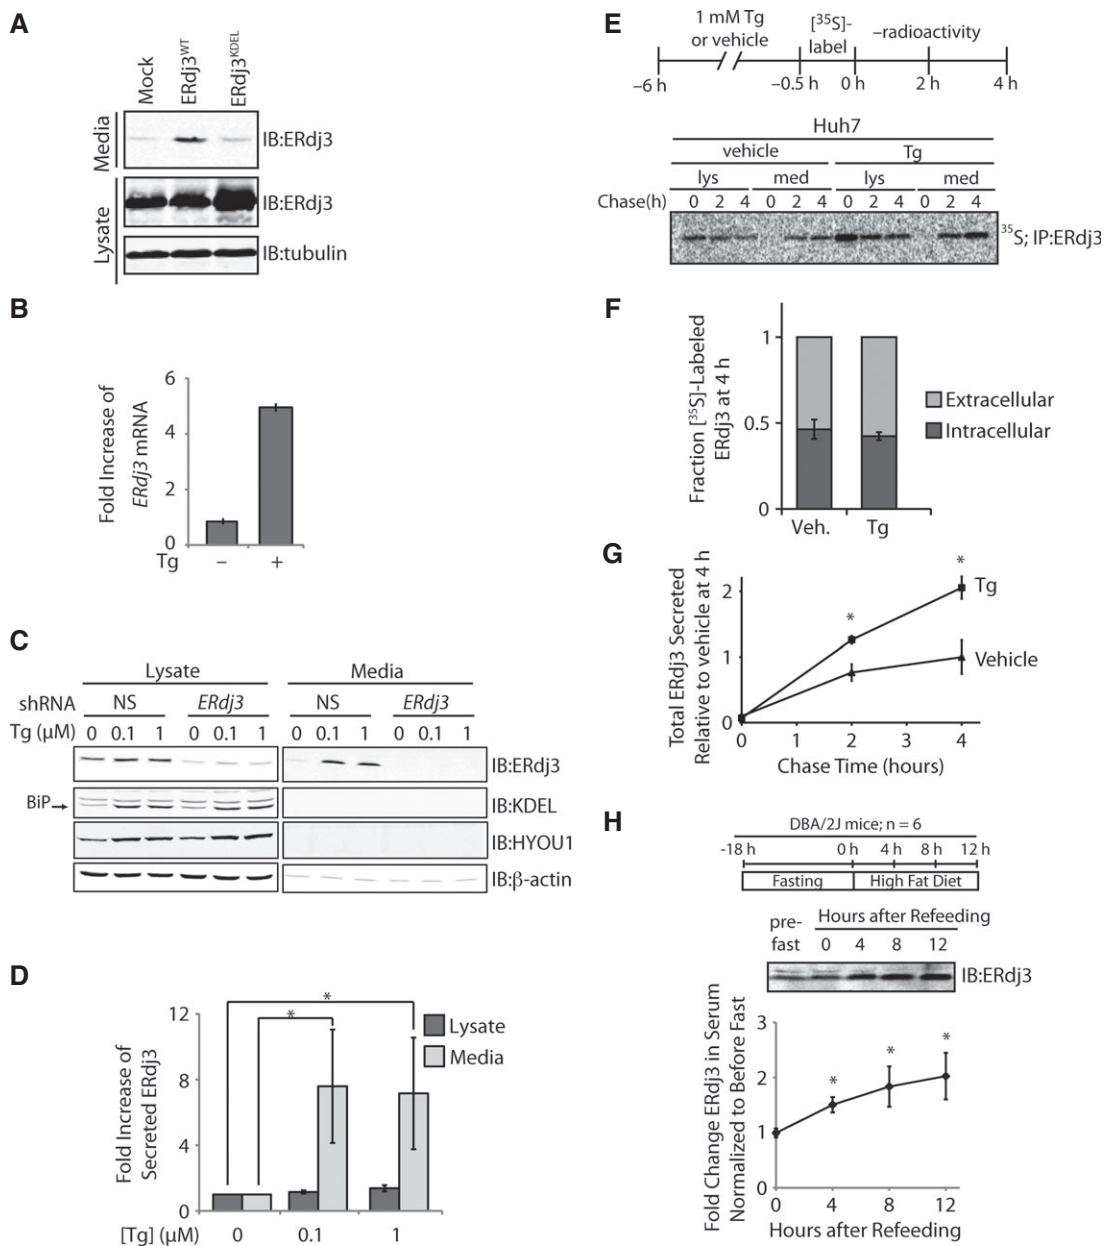 A
Mock
ERdj3WT
ERdj3KDEL
Media
IB:ERdj3
Lysate
IB:ERdj3
IB:tubulin
B
Fold Increase of
ERdj3 mRNA
6
4
2
0
Tg – +
C
Lysate Media
shRNA NS ERdj3 NS ERdj3
Tg (μM) 0 0.1 1 0 0.1 1 0 0.1 1 0 0.1 1
IB:ERdj3
BiP→ IB:KDEL
IB:HYOU1
IB:β-actin
D
Fold Increase of
Secreted ERdj3
12
8
4
0
* *
Lysate
Media
[Tg] (μM) 0 0.1 1
E
1 mM Tg
or vehicle
[35S]-
label
–radioactivity
–6 h –0.5 h 0 h 2 h 4 h
Huh7
vehicle Tg
lys med lys med
Chase(h) 0 2 4 0 2 4 0 2 4 0 2 4
35S; IP:ERdj3
F
Fraction [35S]-Labeled
ERdj3 at 4 h
1
0.5
0
Extracellular
Intracellular
Veh. Tg
G
Total ERdj3 Secreted
Relative to vehicle at 4 h
2
1
0
* *
Tg
Vehicle
0 1 2 3 4
Chase Time (hours)
H
DBA/2J mice; n = 6
-18 h 0 h 4 h 8 h 12 h
Fasting High Fat Diet
pre-
fast
Hours after Refeeding
0 4 8 12
IB:ERdj3
Fold Change ERdj3 in Serum
Normalized to Before Fast
3
2
1
0
* * *
0 4 8 12
Hours after Refeeding